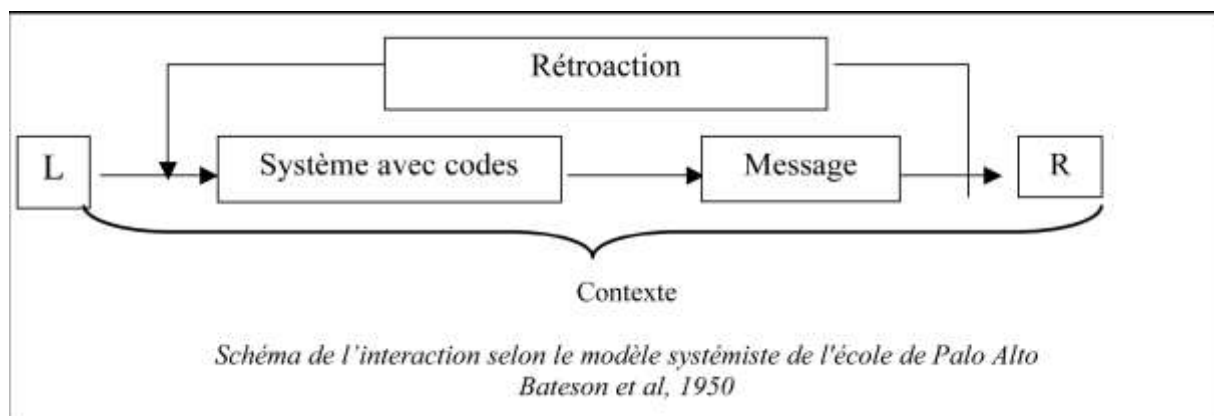 Rétroaction
L
Système avec codes
Message
R
Contexte
Schéma de l’interaction selon le modèle systémiste de l'école de Palo Alto
Bateson et al, 1950